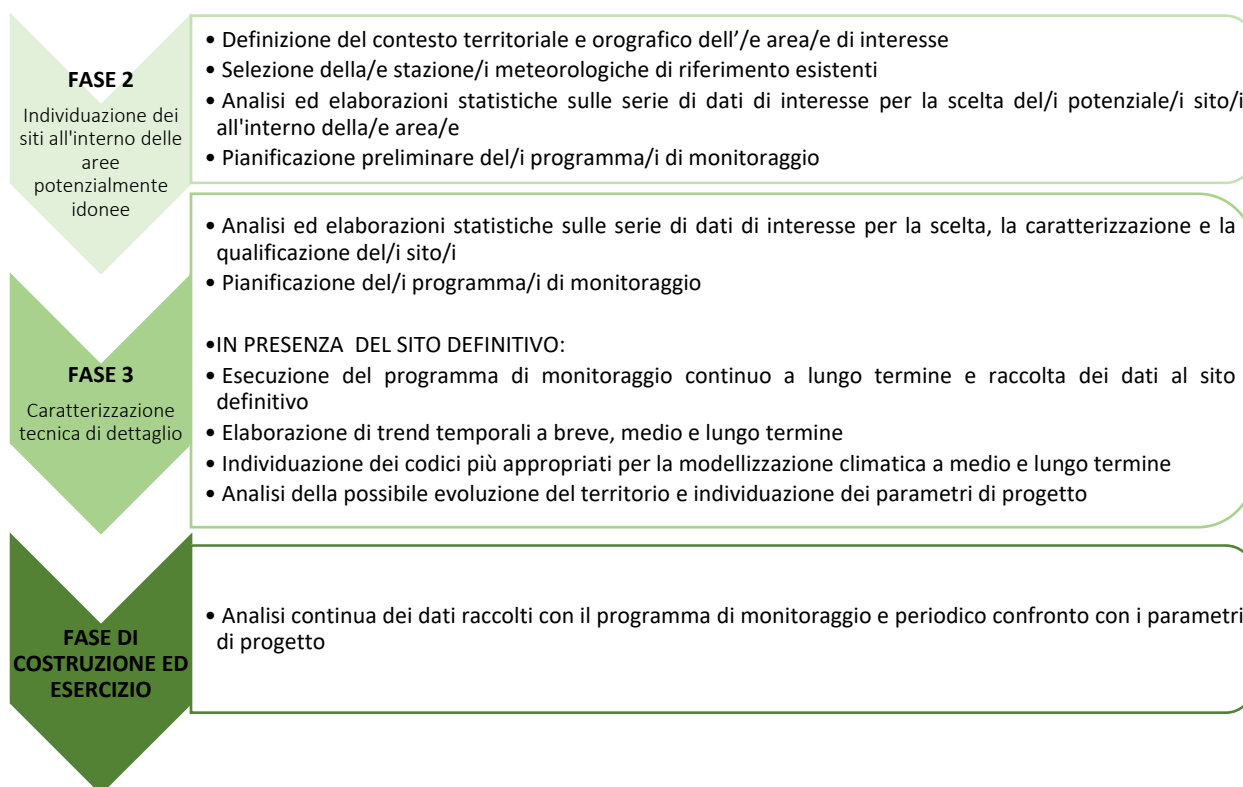 FASE 2
Individuazione dei
siti all'interno delle
aree
potenzialmente
idonee
• Definizione del contesto territoriale e orografico dell'/e area/e di interesse
• Selezione della/e stazione/i meteorologiche di riferimento esistenti
• Analisi ed elaborazioni statistiche sulle serie di dati di interesse per la scelta del/i potenziale/i sito/i
all'interno della/e area/e
• Pianificazione preliminare del/i programma/i di monitoraggio
FASE 3
Caratterizzazione
tecnica di dettaglio
• Analisi ed elaborazioni statistiche sulle serie di dati di interesse per la scelta, la caratterizzazione e la
qualificazione del/i sito/i
• Pianificazione del/i programma/i di monitoraggio
•IN PRESENZA DEL SITO DEFINITIVO:
• Esecuzione del programma di monitoraggio continuo a lungo termine e raccolta dei dati al sito
definitivo
• Elaborazione di trend temporali a breve, medio e lungo termine
• Individuazione dei codici più appropriati per la modellizzazione climatica a medio e lungo termine
• Analisi della possibile evoluzione del territorio e individuazione dei parametri di progetto
FASE DI
COSTRUZIONE ED
ESERCIZIO
• Analisi continua dei dati raccolti con il programma di monitoraggio e periodico confronto con i parametri
di progetto